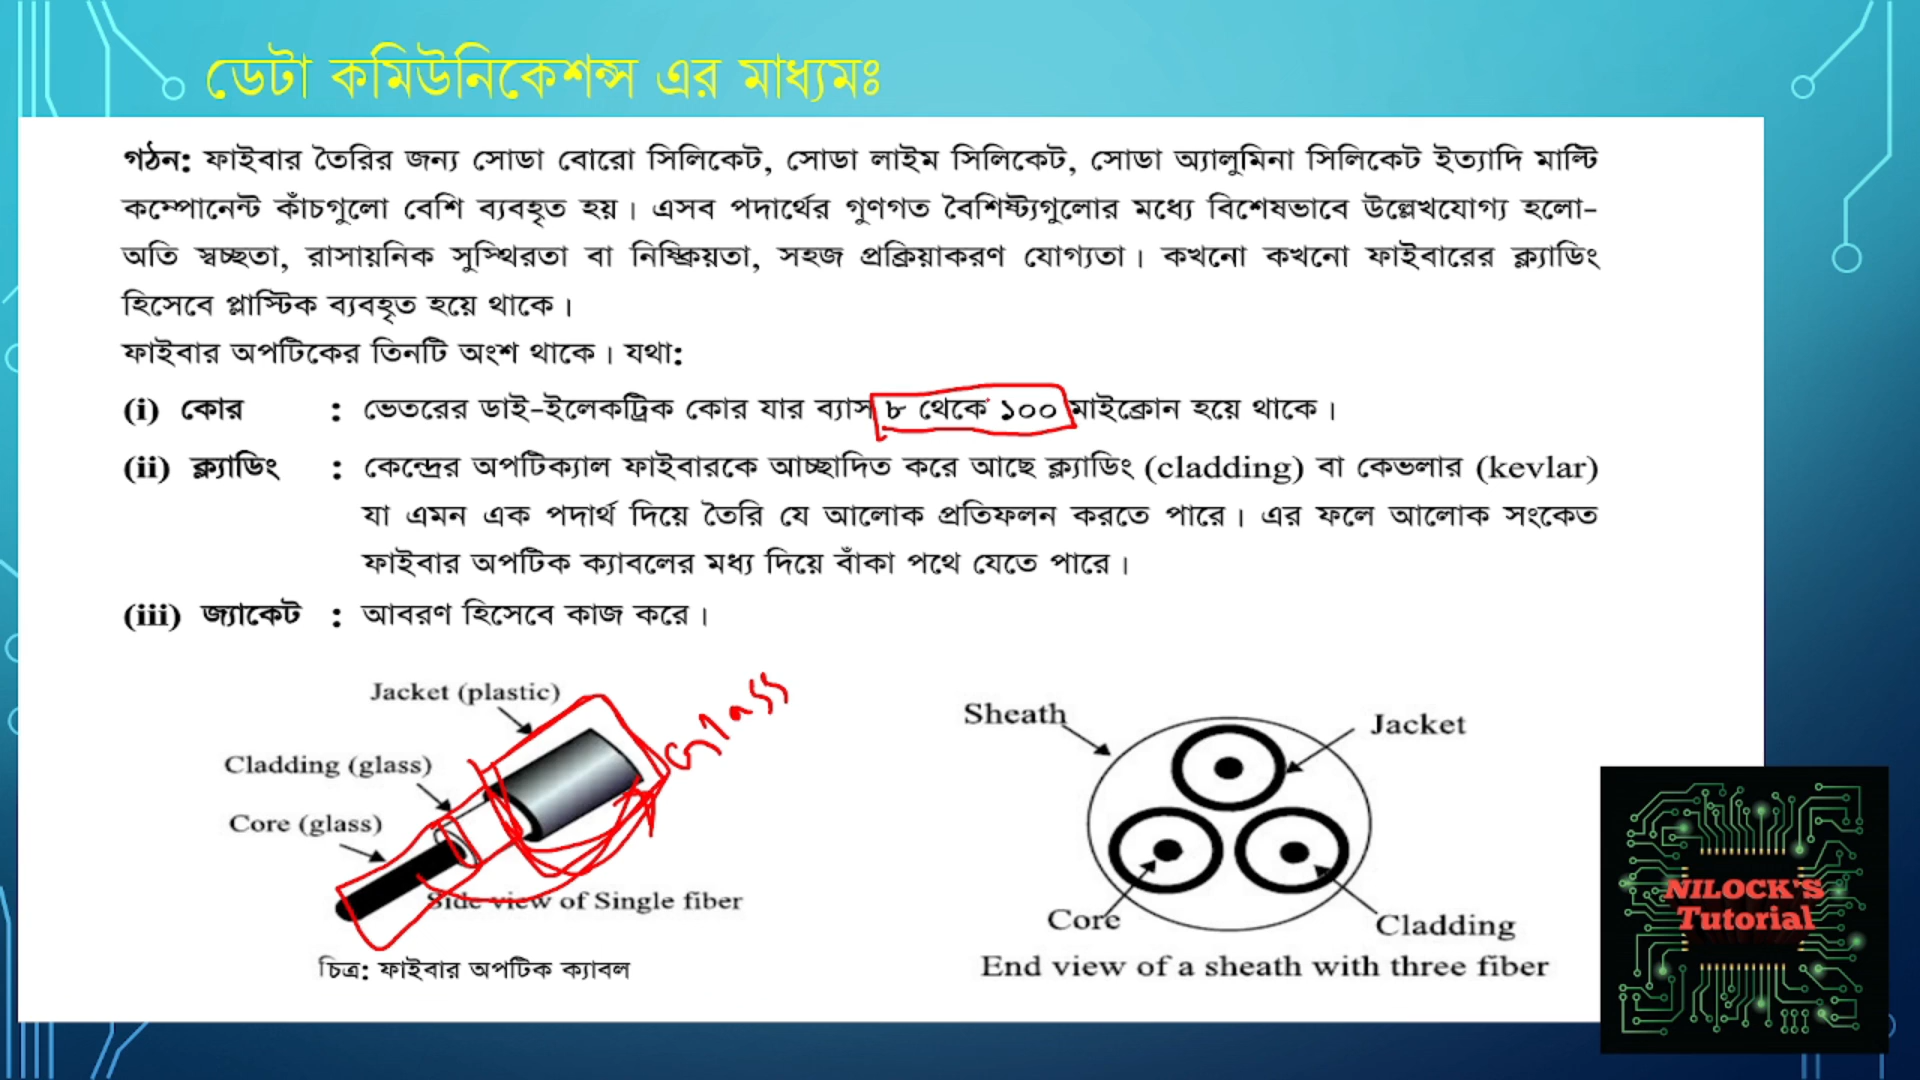 ডেটা কমিউনিকেশন্স এর মাধ্যমঃ
গঠন: ফাইবার তৈরির জন্য সোডা বোরো সিলিকেট, সোডা লাইম সিলিকেট, সোডা অ্যালুমিনা সিলিকেট ইত্যাদি মাল্টি
কম্পোনেন্ট কাঁচগুলো বেশি ব্যবহৃত হয়। এসব পদার্থের গুণগত বৈশিষ্ট্যগুলোর মধ্যে বিশেষভাবে উল্লেখযোগ্য হলো-
অতি স্বচ্ছতা, রাসায়নিক সুস্থিরতা বা নিষ্ক্রিয়তা, সহজ প্রক্রিয়াকরণ যোগ্যতা। কখনো কখনো ফাইবারের ক্ল্যাডিং
হিসেবে প্লাস্টিক ব্যবহৃত হয়ে থাকে।
ফাইবার অপটিকের তিনটি অংশ থাকে। যথা:
(i) কোর : ভেতরের ডাই-ইলেকট্রিক কোর যার ব্যাস ৮ থেকে ১০০ মাইক্রোন হয়ে থাকে।
(ii) ক্ল্যাডিং : কেন্দ্রের অপটিক্যাল ফাইবারকে আচ্ছাদিত করে আছে ক্ল্যাডিং (cladding) বা কেভলার (kevlar)
যা এমন এক পদার্থ দিয়ে তৈরি যে আলোক প্রতিফলন করতে পারে। এর ফলে আলোক সংকেত
ফাইবার অপটিক ক্যাবলের মধ্য দিয়ে বাঁকা পথে যেতে পারে।
(iii) জ্যাকেট : আবরণ হিসেবে কাজ করে।
Jacket (plastic)
Glass
Cladding (glass)
Core (glass)
Side view of Single fiber
চিত্র: ফাইবার অপটিক ক্যাবল
Sheath
Jacket
Core
Cladding
End view of a sheath with three fiber
NILOCK'S
Tutorial